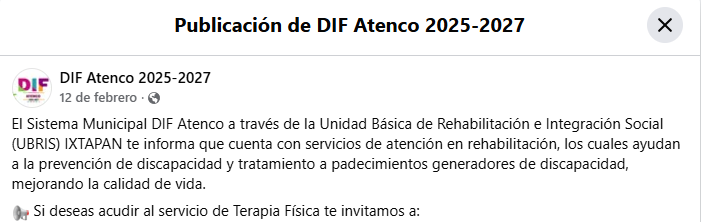 Publicación de DIF Atenco 2025-2027
DIF
DIF Atenco 2025-2027
12 de febrero ·
El Sistema Municipal DIF Atenco a través de la Unidad Básica de Rehabilitación e Integración Social
(UBRIS) IXTAPAN te informa que cuenta con servicios de atención en rehabilitación, los cuales ayudan
a la prevención de discapacidad y tratamiento a padecimientos generadores de discapacidad,
mejorando la calidad de vida.
Si deseas acudir al servicio de Terapia Física te invitamos a: